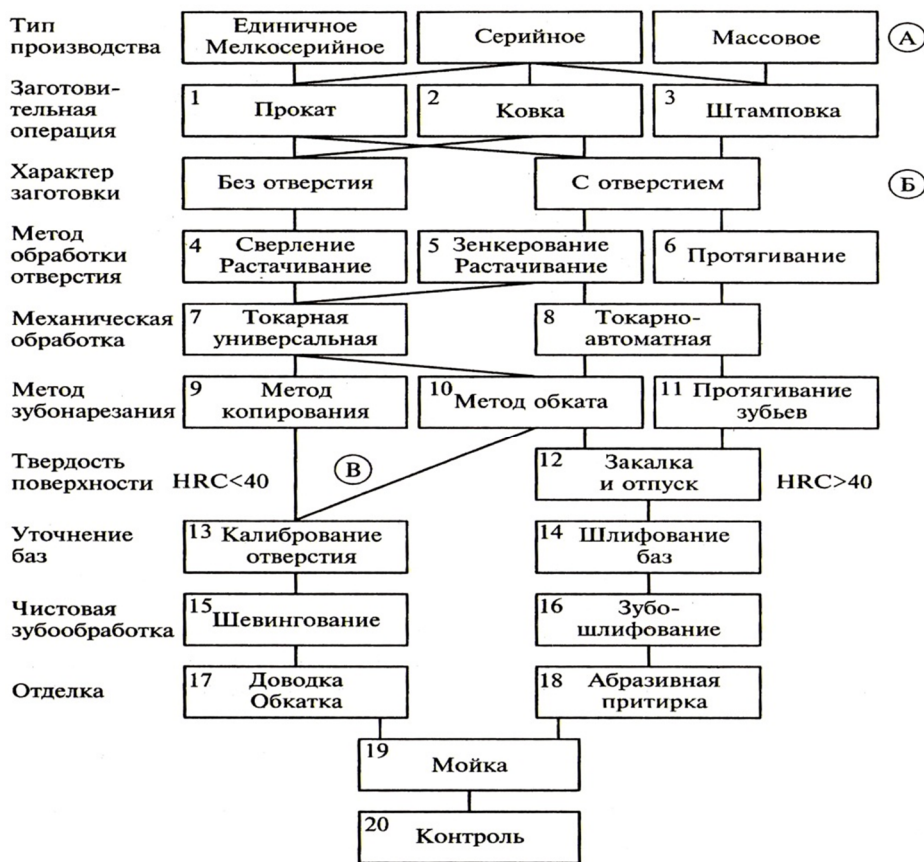 Тип
производства
Единичное
Мелкосерийное
Серийное
Массовое
А
Заготови-
тельная
операция
1
Прокат
2
Ковка
3
Штамповка
Характер
заготовки
Без отверстия
С отверстием
Б
Метод
обработки
отверстия
4
Сверление
Растачивание
5
Зенкерование
Растачивание
6
Протягивание
Механическая
обработка
7
Токарная
универсальная
8
Токарно-
автоматная
Метод
зубонарезания
9
Метод
копирования
10
Метод обката
11
Протягивание
зубьев
Твердость
поверхности
HRC<40
В
12
Закалка
и отпуск
HRC>40
Уточнение
баз
13
Калиброванне
отверстия
14
Шлифование
баз
Чистовая
зубообработка
15
Шевингование
16
Зубо-
шлифование
Отделка
17
Доводка
Обкатка
18
Абразивная
притирка
19
Мойка
20
Контроль